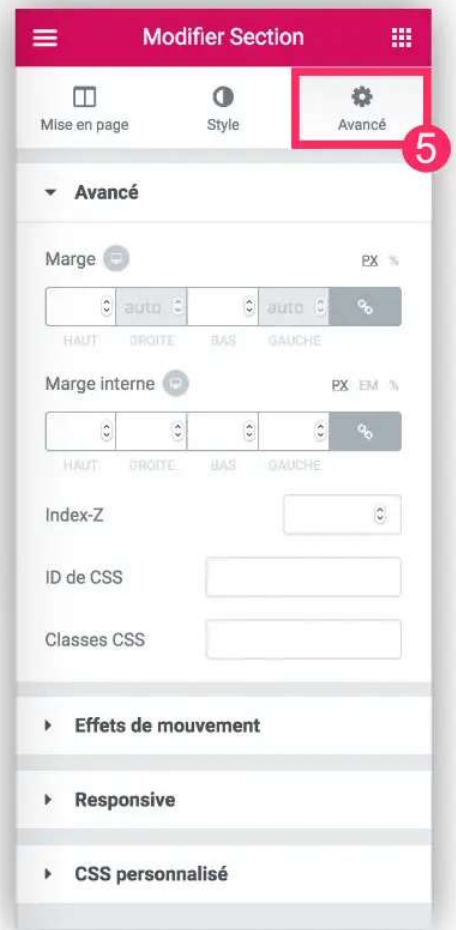 Modifier Section
Mise en page Style Avancé
5
Avancé
Marge PX %
auto auto
HAUT DROITE BAS GAUCHE
Marge interne PX EM %
HAUT DROITE BAS GAUCHE
Index-Z
ID de CSS
Classes CSS
Effets de mouvement
Responsive
CSS personnalisé